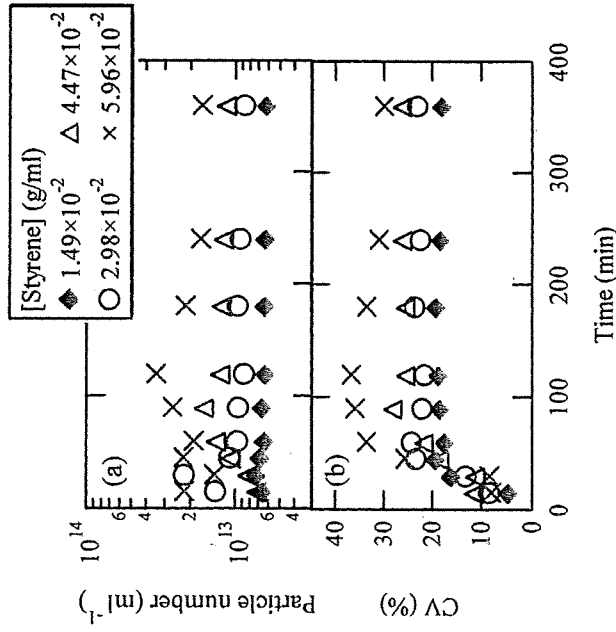 [Styrene] (g/ml)
◆ 1.49×10⁻² △ 4.47×10⁻²
○ 2.98×10⁻² × 5.96×10⁻²
(a)
Particle number (ml⁻¹)
10¹⁴
6
4
2
10¹³
8
6
4
(b)
CV (%)
40
30
20
10
0
0 100 200 300 400
Time (min)